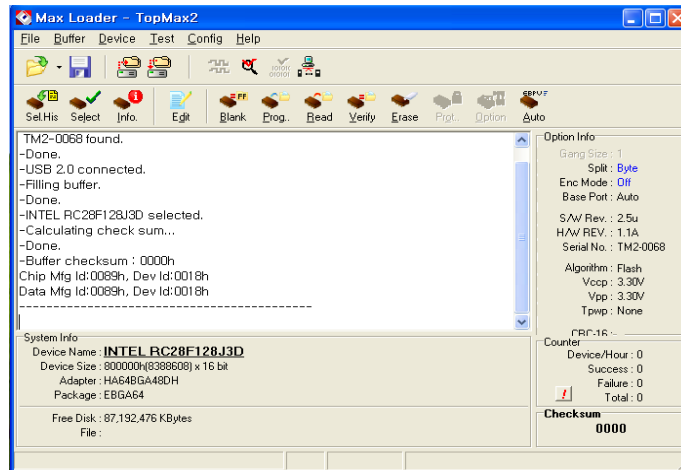 Max Loader - TopMax2
File Buffer Device Test Config Help
Sel.His Select Info. Edit Blank Prog.. Read Verify Erase Prot.. Option Auto
TM2-0068 found.
-Done.
-USB 2.0 connected.
-Filling buffer.
-Done.
-INTEL RC28F128J3D selected.
-Calculating check sum...
-Done.
-Buffer checksum : 0000h
Chip Mfg Id:0089h, Dev Id:0018h
Data Mfg Id:0089h, Dev Id:0018h
-------------------------------------------
Option Info
Gang Size : 1
Split : Byte
Enc Mode : Off
Base Port : Auto
S/W Rev. : 2.5u
H/W REV. : 1.1A
Serial No. : TM2-0068
Algorithm : Flash
Vccp : 3.30V
Vpp : 3.30V
Tpwp : None
CRC-16 :-
System Info
Device Name : INTEL RC28F128J3D
Device Size : 800000h(8388608) x 16 bit
Adapter : HA64BGA48DH
Package : EBGA64
Free Disk : 87,192,476 KBytes
File :
Counter
Device/Hour : 0
Success : 0
Failure : 0
! Total : 0
Checksum
0000